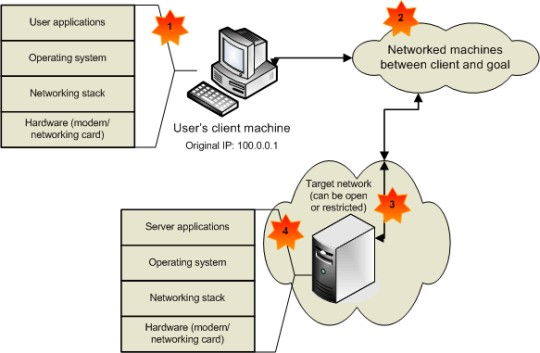 User applications
Operating system
Networking stack
Hardware (modem/
networking card)
1
User's client machine
Original IP: 100.0.0.1
2
Networked machines
between client and goal
Target network
(can be open
or restricted)
3
4
Server applications
Operating system
Networking stack
Hardware (modem/
networking card)